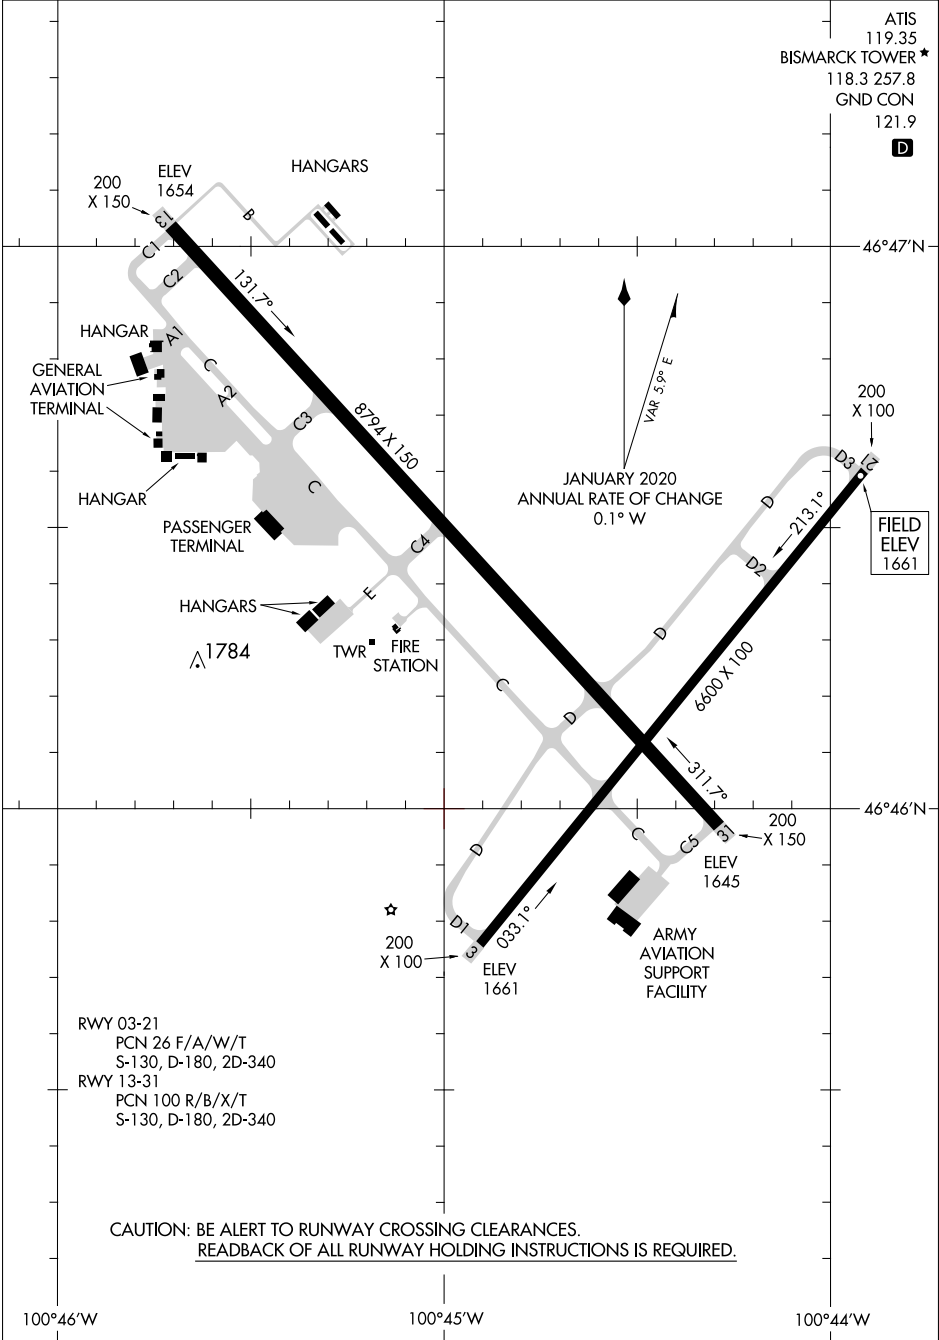 ATIS
119.35
BISMARCK TOWER
118.3 257.8
GND CON
121.9
D
HANGARS
ELEV
1654
200
X 150
13
B
C1
C2
46°47'N
131.7°
VAR 5.9° E
HANGAR
A1
C
A2
GENERAL
AVIATION
TERMINAL
C3
8794 X 150
200
X 100
D3
21
JANUARY 2020
ANNUAL RATE OF CHANGE
0.1° W
HANGAR
C
D
213.1°
FIELD
ELEV
1661
PASSENGER
TERMINAL
C4
D2
E
HANGARS
TWR
FIRE
STATION
1784
D
6600 X 100
C
D
311.7°
46°46'N
200
X 150
31
C
C5
ELEV
1645
D
D1
033.1°
3
200
X 100
ELEV
1661
ARMY
AVIATION
SUPPORT
FACILITY
RWY 03-21
PCN 26 F/A/W/T
S-130, D-180, 2D-340
RWY 13-31
PCN 100 R/B/X/T
S-130, D-180, 2D-340
CAUTION: BE ALERT TO RUNWAY CROSSING CLEARANCES.
READBACK OF ALL RUNWAY HOLDING INSTRUCTIONS IS REQUIRED.
100°46'W
100°45'W
100°44'W